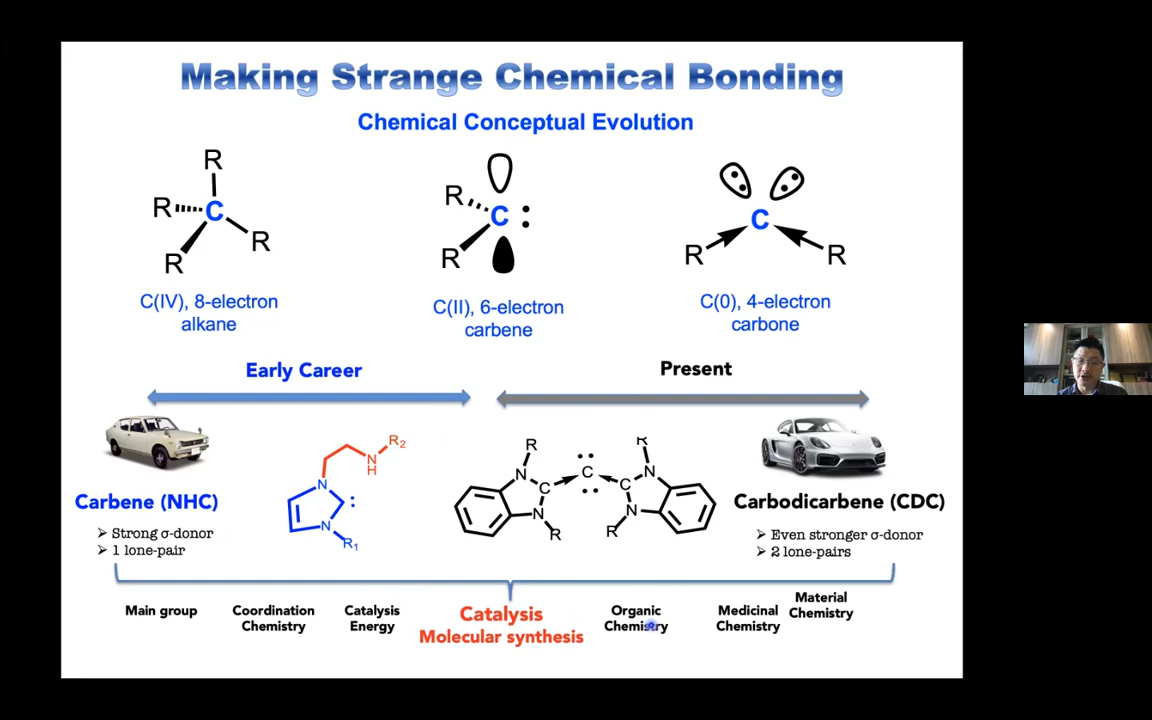 Making Strange Chemical Bonding
Chemical Conceptual Evolution
R
R
C
R
R
R
C
:
R
C
R
R
C(IV), 8-electron
alkane
C(II), 6-electron
carbene
C(0), 4-electron
carbone
Early Career
Present
Carbene (NHC)
➢ Strong σ-donor
➢ 1 lone-pair
R2
N
H
N
:
N
R1
R
N
C
N
R
C
R
N
C
N
R
Carbodicarbene (CDC)
➢ Even stronger σ-donor
➢ 2 lone-pairs
Main group
Coordination
Chemistry
Catalysis
Energy
Catalysis
Molecular synthesis
Organic
Chemistry
Medicinal
Chemistry
Material
Chemistry